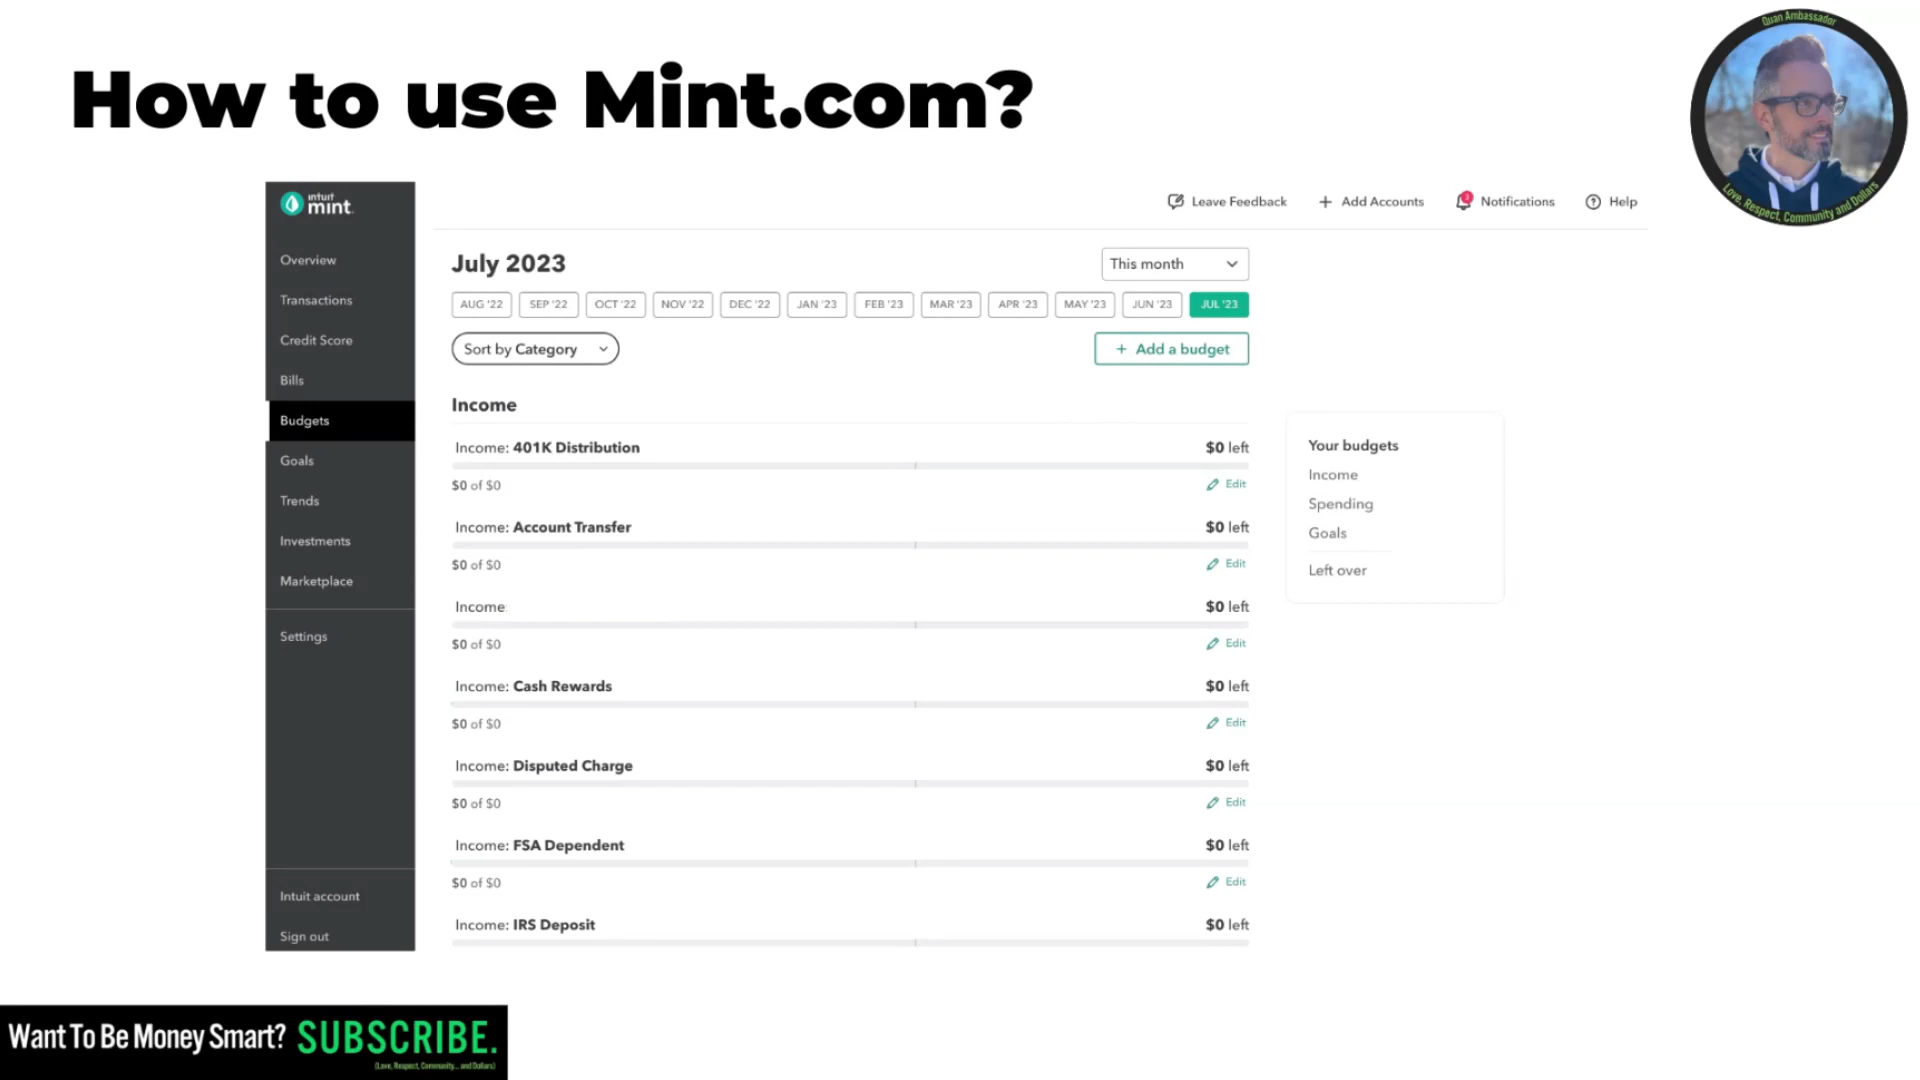 How to use Mint.com?
Quan Ambassador
Love, Respect, Community and Dollars
intuit
mint.
Leave Feedback
Add Accounts
3
Notifications
Help
Overview
Transactions
Credit Score
Bills
Budgets
Goals
Trends
Investments
Marketplace
Settings
Intuit account
Sign out
July 2023
This month
AUG '22 SEP '22 OCT '22 NOV '22 DEC '22 JAN '23 FEB '23 MAR '23 APR '23 MAY '23 JUN '23 JUL '23
Sort by Category
+ Add a budget
Income
Income: 401K Distribution $0 left
$0 of $0 Edit
Income: Account Transfer $0 left
$0 of $0 Edit
Income: $0 left
$0 of $0 Edit
Income: Cash Rewards $0 left
$0 of $0 Edit
Income: Disputed Charge $0 left
$0 of $0 Edit
Income: FSA Dependent $0 left
$0 of $0 Edit
Income: IRS Deposit $0 left
Your budgets
Income
Spending
Goals
Left over
Want To Be Money Smart? SUBSCRIBE.
(Love, Respect, Community... and Dollars)